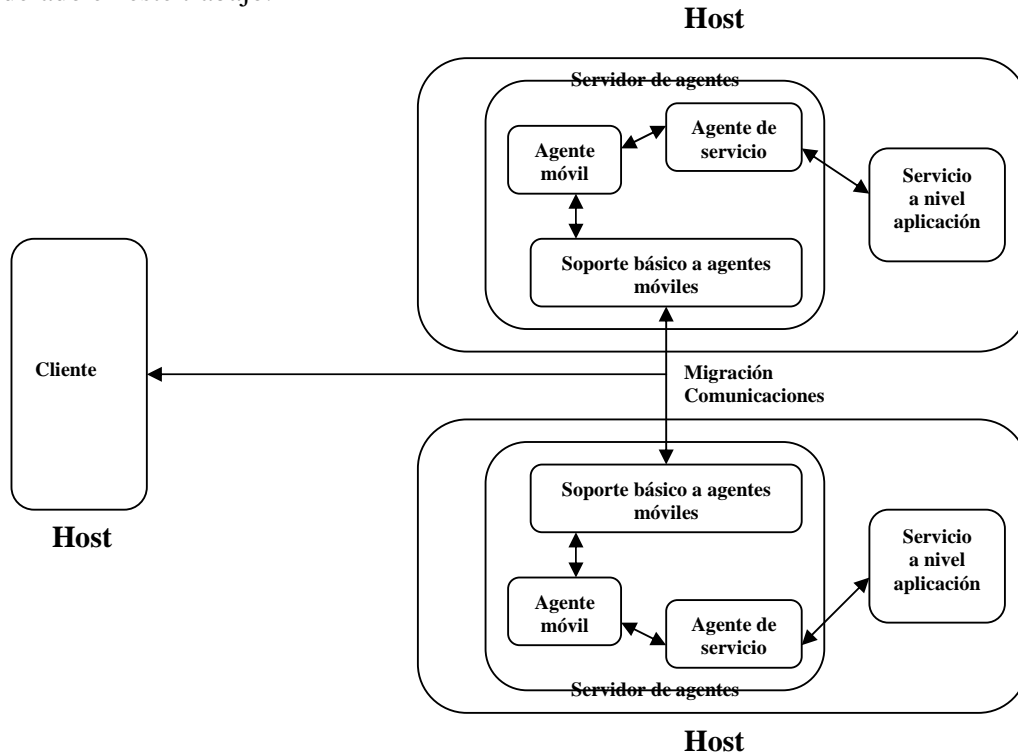 Host
Servidor de agentes
Agente
móvil
Agente de
servicio
Servicio
a nivel
aplicación
Soporte básico a agentes
móviles
Cliente
Host
Migración
Comunicaciones
Soporte básico a agentes
móviles
Servicio
a nivel
aplicación
Agente
móvil
Agente de
servicio
Servidor de agentes
Host